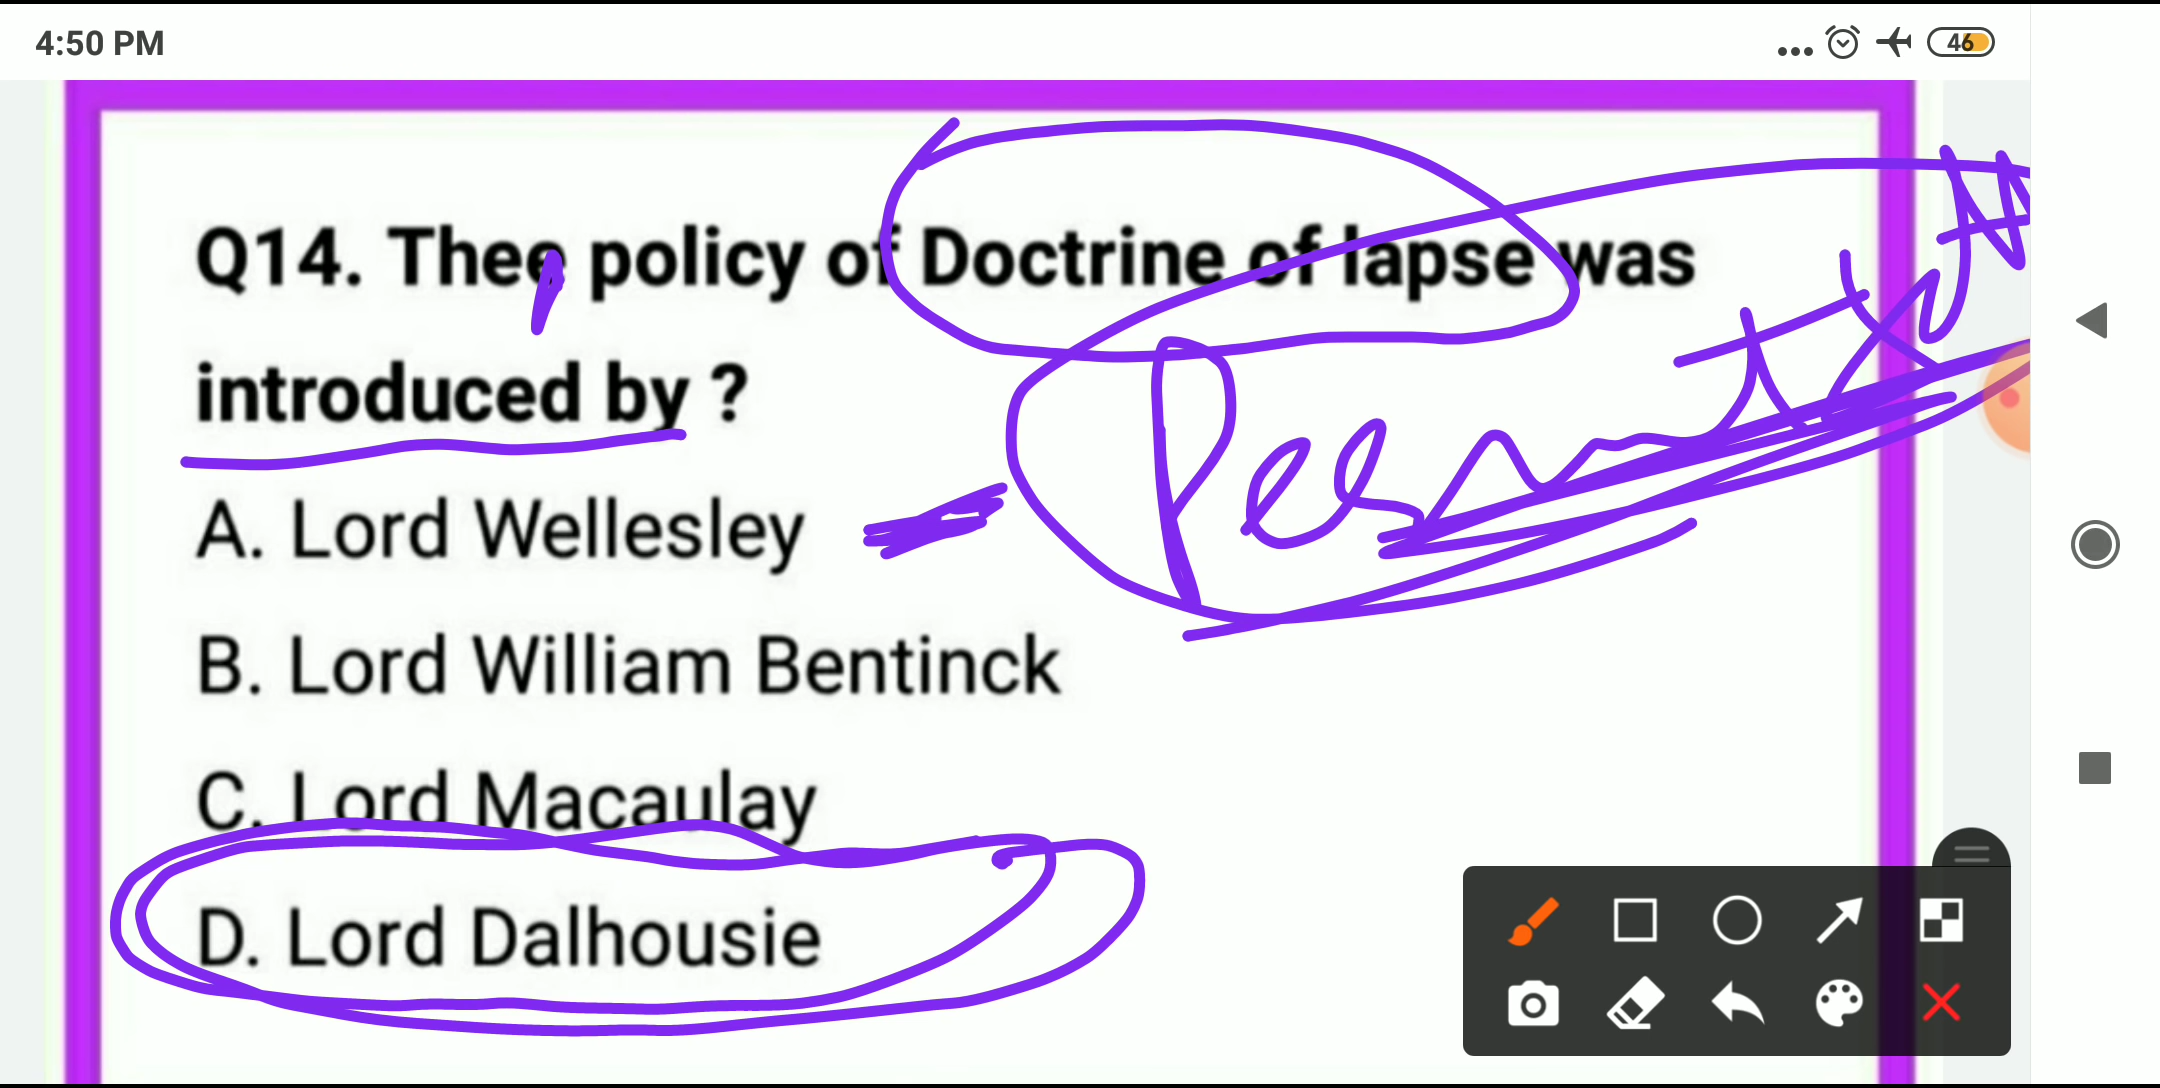 4:50 PM
46
Q14. Thee policy of Doctrine of lapse was
introduced by ?
A. Lord Wellesley
B. Lord William Bentinck
C. Lord Macaulay
D. Lord Dalhousie